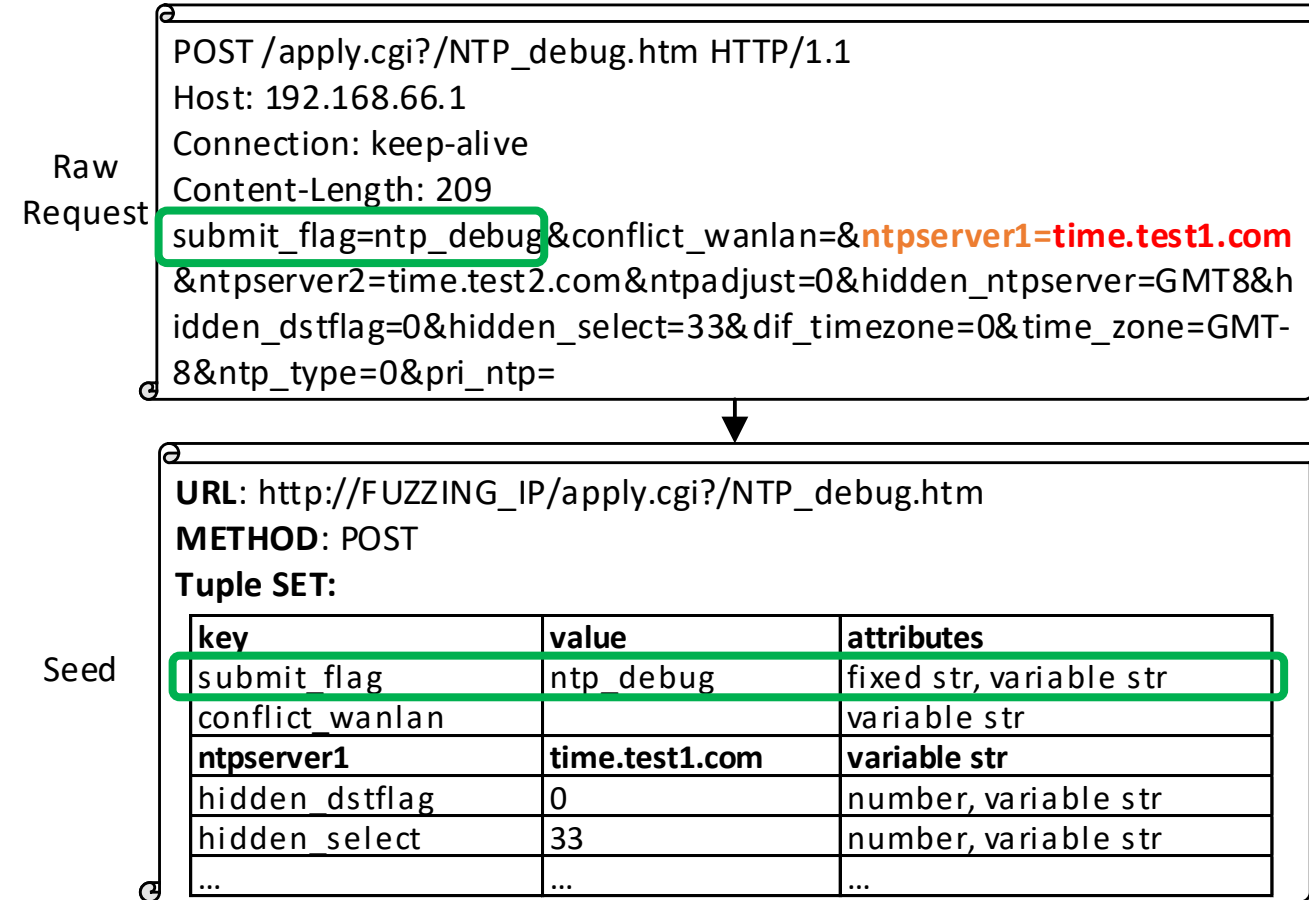 Raw
Request
POST /apply.cgi?/NTP_debug.htm HTTP/1.1
Host: 192.168.66.1
Connection: keep-alive
Content-Length: 209
submit_flag=ntp_debug&conflict_wanlan=&ntpserver1=time.test1.com
&ntpserver2=time.test2.com&ntpadjust=0&hidden_ntpserver=GMT8&h
idden_dstflag=0&hidden_select=33&dif_timezone=0&time_zone=GMT-
8&ntp_type=0&pri_ntp=
Seed
URL: http://FUZZING_IP/apply.cgi?/NTP_debug.htm
METHOD: POST
Tuple SET:
key value attributes
submit_flag ntp_debug fixed str, variable str
conflict_wanlan variable str
ntpserver1 time.test1.com variable str
hidden_dstflag 0 number, variable str
hidden_select 33 number, variable str
... ... ...